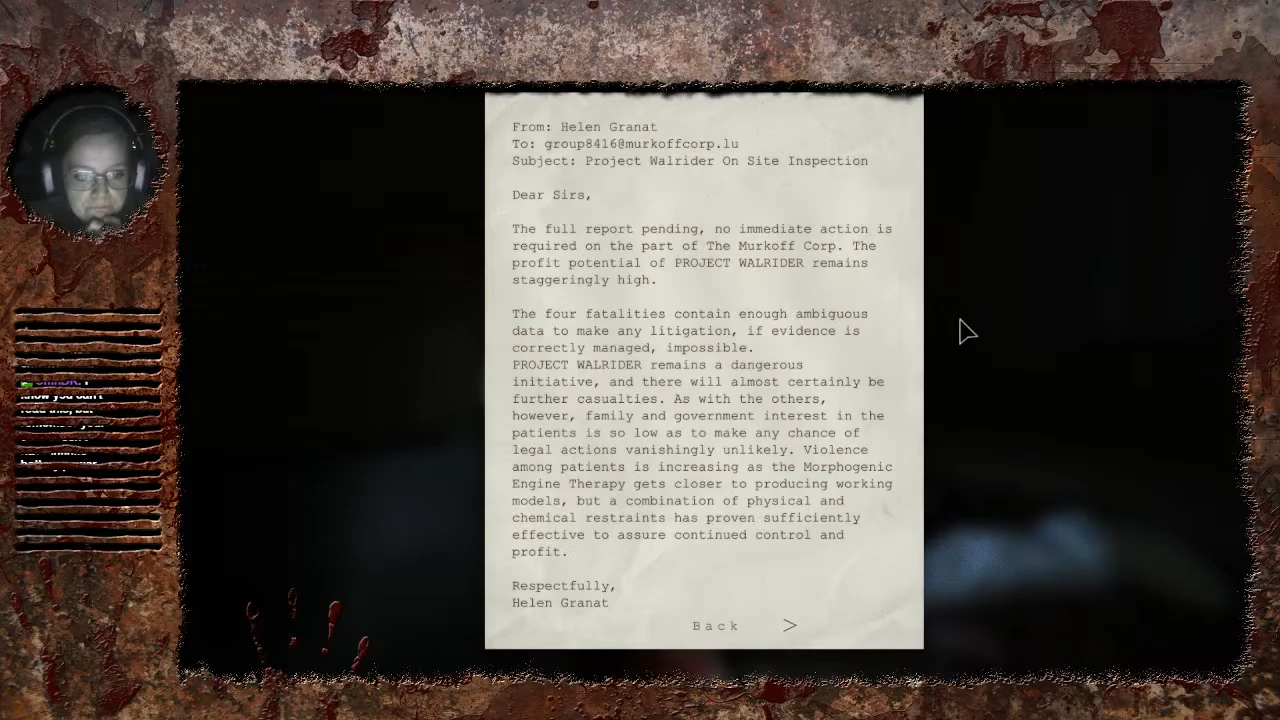 From: Helen Granat
To: group8416@murkoffcorp.lu
Subject: Project Walrider On Site Inspection
Dear Sirs,
The full report pending, no immediate action is
required on the part of The Murkoff Corp. The
profit potential of PROJECT WALRIDER remains
staggeringly high.
The four fatalities contain enough ambiguous
data to make any litigation, if evidence is
correctly managed, impossible.
PROJECT WALRIDER remains a dangerous
initiative, and there will almost certainly be
further casualties. As with the others,
however, family and government interest in the
patients is so low as to make any chance of
legal actions vanishingly unlikely. Violence
among patients is increasing as the Morphogenic
Engine Therapy gets closer to producing working
models, but a combination of physical and
chemical restraints has proven sufficiently
effective to assure continued control and
profit.
Respectfully,
Helen Granat
Back >
know you can't
read this, but